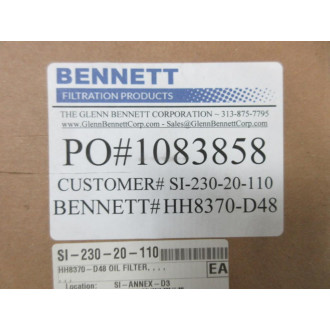 BENNETT
FILTRATION PRODUCTS
THE GLENN BENNETT CORPORATION ~ 313-875-7795
www.GlennBennettCorp.com - Sales@GlennBennettCorp.com
PO#1083858
CUSTOMER# SI-230-20-110
BENNETT# HH8370-D48
SI-230-20-110
HH8370-D48 OIL FILTER, . . .
EA
. . .
Location: SI-ANNEX-D3